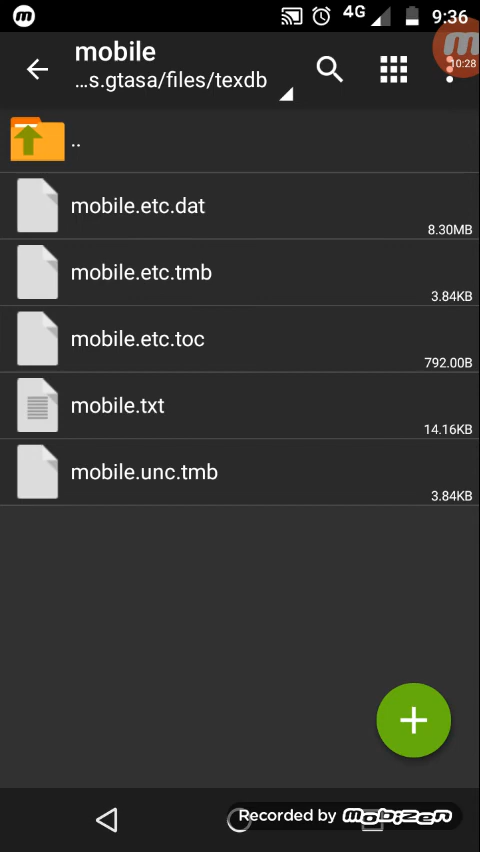 4G 9:36
mobile
...s.gtasa/files/texdb
10:28
..
mobile.etc.dat
8.30MB
mobile.etc.tmb
3.84KB
mobile.etc.toc
792.00B
mobile.txt
14.16KB
mobile.unc.tmb
3.84KB
Recorded by mobizen